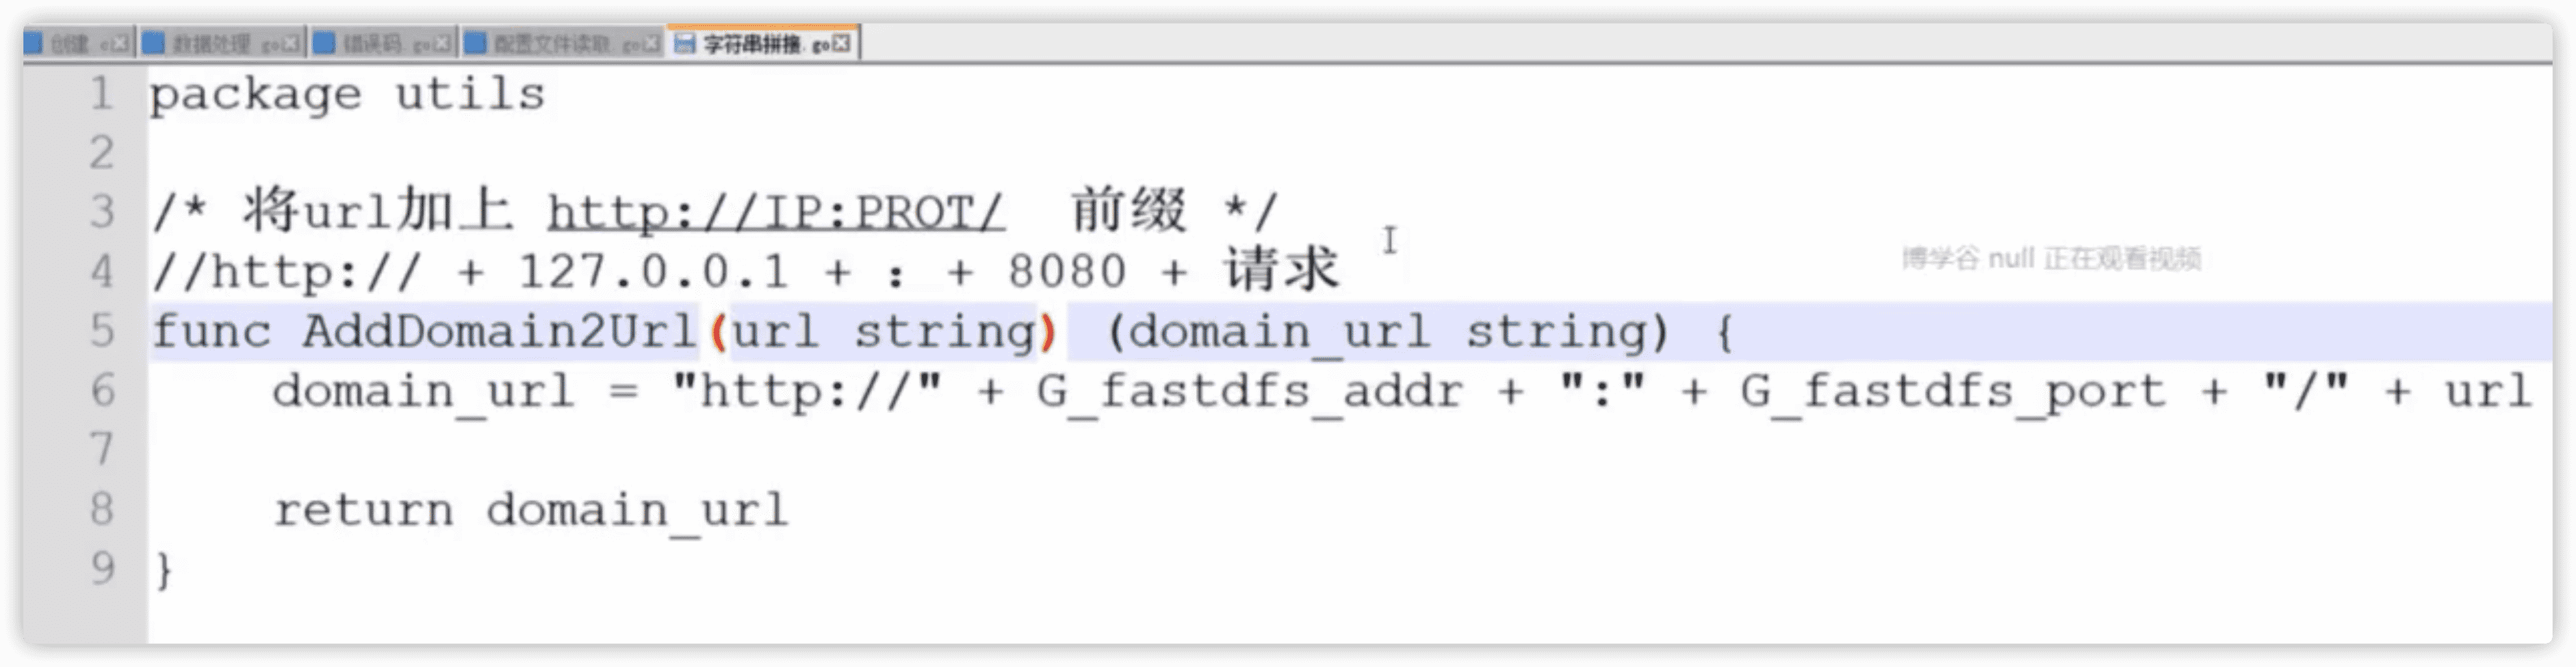 创建 数据处理.go 错误码.go 配置文件读取.go 字符串拼接.go
1 package utils
2
3 /* 将url加上 http://IP:PROT/  前缀 */
4 //http:// + 127.0.0.1 + : + 8080 + 请求
博学谷 null 正在观看视频
5 func AddDomain2Url(url string) (domain_url string) {
6     domain_url = "http://" + G_fastdfs_addr + ":" + G_fastdfs_port + "/" + url
7
8     return domain_url
9 }